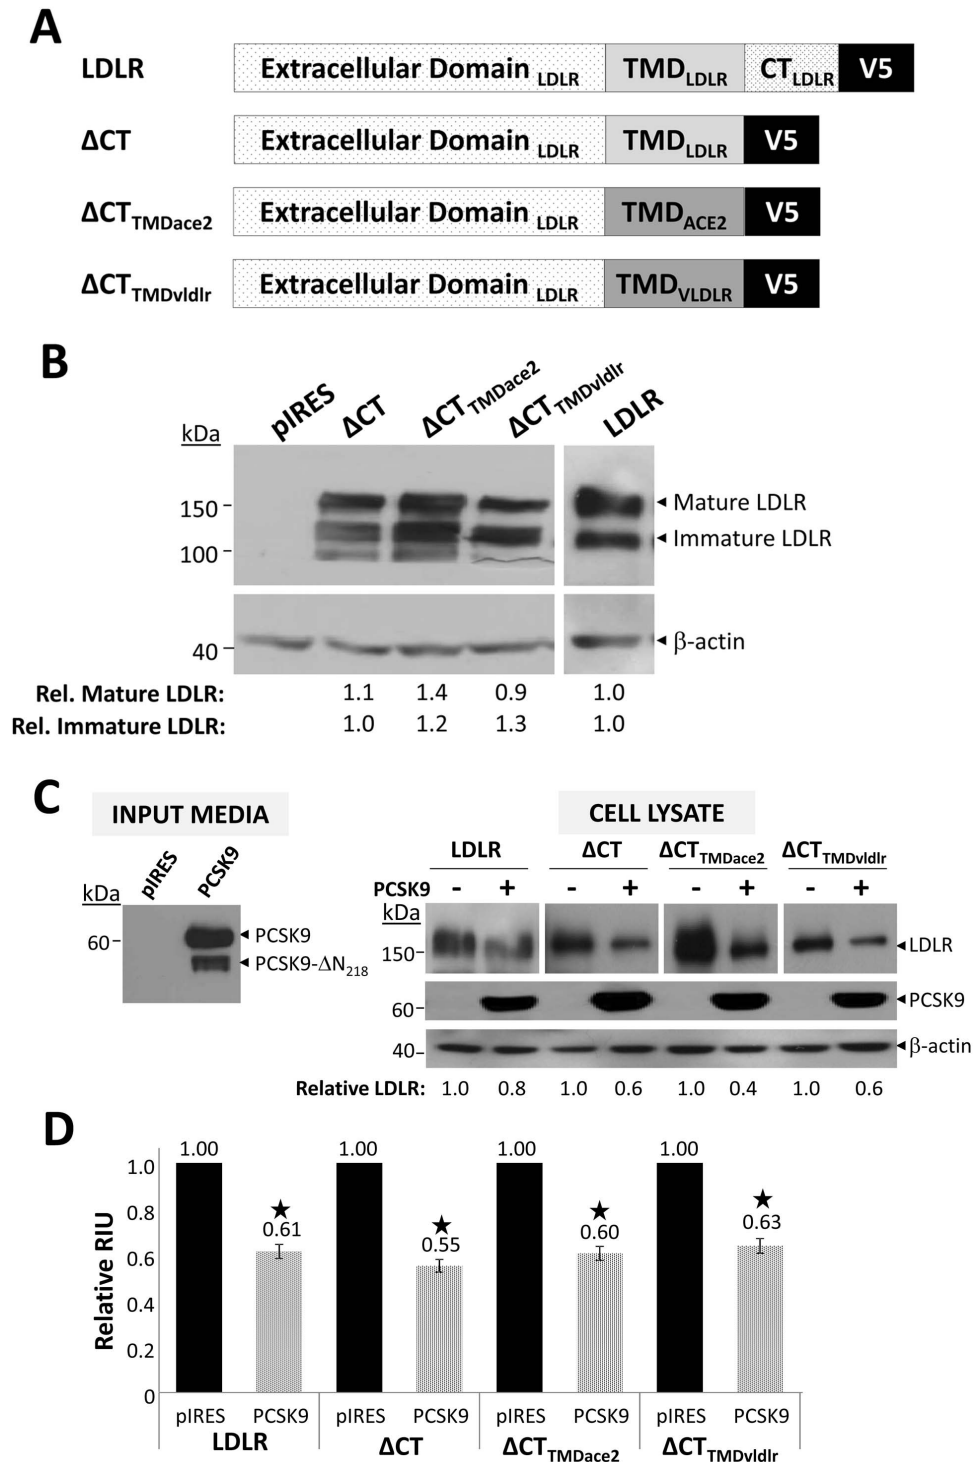 A
LDLR Extracellular Domain LDLR TMD LDLR CT LDLR V5
ΔCT Extracellular Domain LDLR TMD LDLR V5
ΔCT TMDace2 Extracellular Domain LDLR TMD ACE2 V5
ΔCT TMDvldlr Extracellular Domain LDLR TMD VLDLR V5
B
kDa pIRES ΔCT ΔCT TMDace2 ΔCT TMDvldlr LDLR
150 Mature LDLR
100 Immature LDLR
40 β-actin
Rel. Mature LDLR: 1.1 1.4 0.9 1.0
Rel. Immature LDLR: 1.0 1.2 1.3 1.0
C
INPUT MEDIA
kDa pIRES PCSK9
60 PCSK9
PCSK9-ΔN218
CELL LYSATE
LDLR ΔCT ΔCT TMDace2 ΔCT TMDvldlr
PCSK9 - + - + - + - +
kDa
150 LDLR
60 PCSK9
40 β-actin
Relative LDLR: 1.0 0.8 1.0 0.6 1.0 0.4 1.0 0.6
D
Relative RIU
1.0
0.8
0.6
0.4
0.2
0
1.00 ★ 0.61 1.00 ★ 0.55 1.00 ★ 0.60 1.00 ★ 0.63
pIRES PCSK9 pIRES PCSK9 pIRES PCSK9 pIRES PCSK9
LDLR ΔCT ΔCT TMDace2 ΔCT TMDvldlr